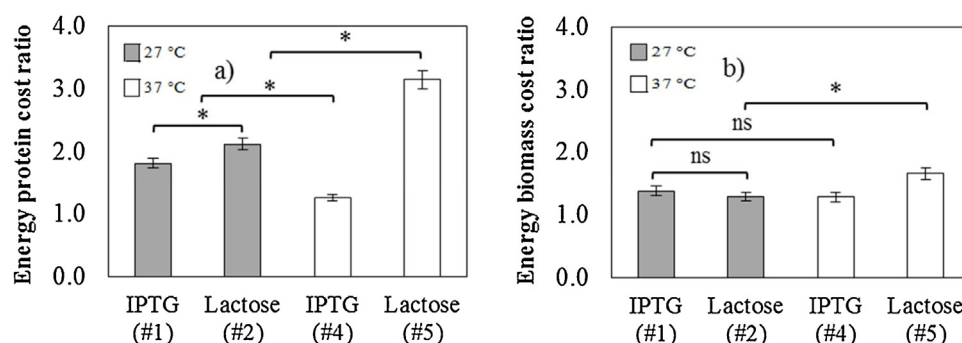 Energy protein cost ratio
4.0
3.0
2.0
1.0
0.0
27 °C
37 °C
a)
*
*
*
IPTG
(#1)
Lactose
(#2)
IPTG
(#4)
Lactose
(#5)
Energy biomass cost ratio
4.0
3.0
2.0
1.0
0.0
27 °C
37 °C
b)
*
ns
ns
IPTG
(#1)
Lactose
(#2)
IPTG
(#4)
Lactose
(#5)